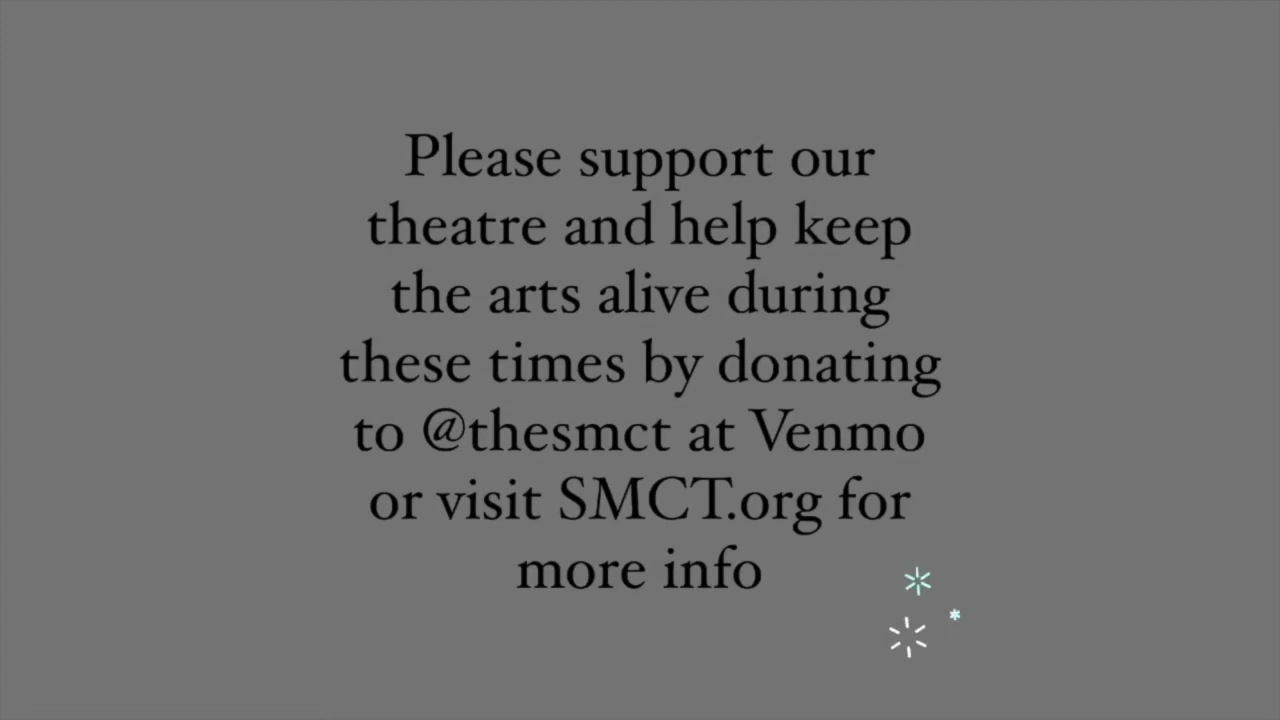 Please support our
theatre and help keep
the arts alive during
these times by donating
to @thesmct at Venmo
or visit SMCT.org for
more info